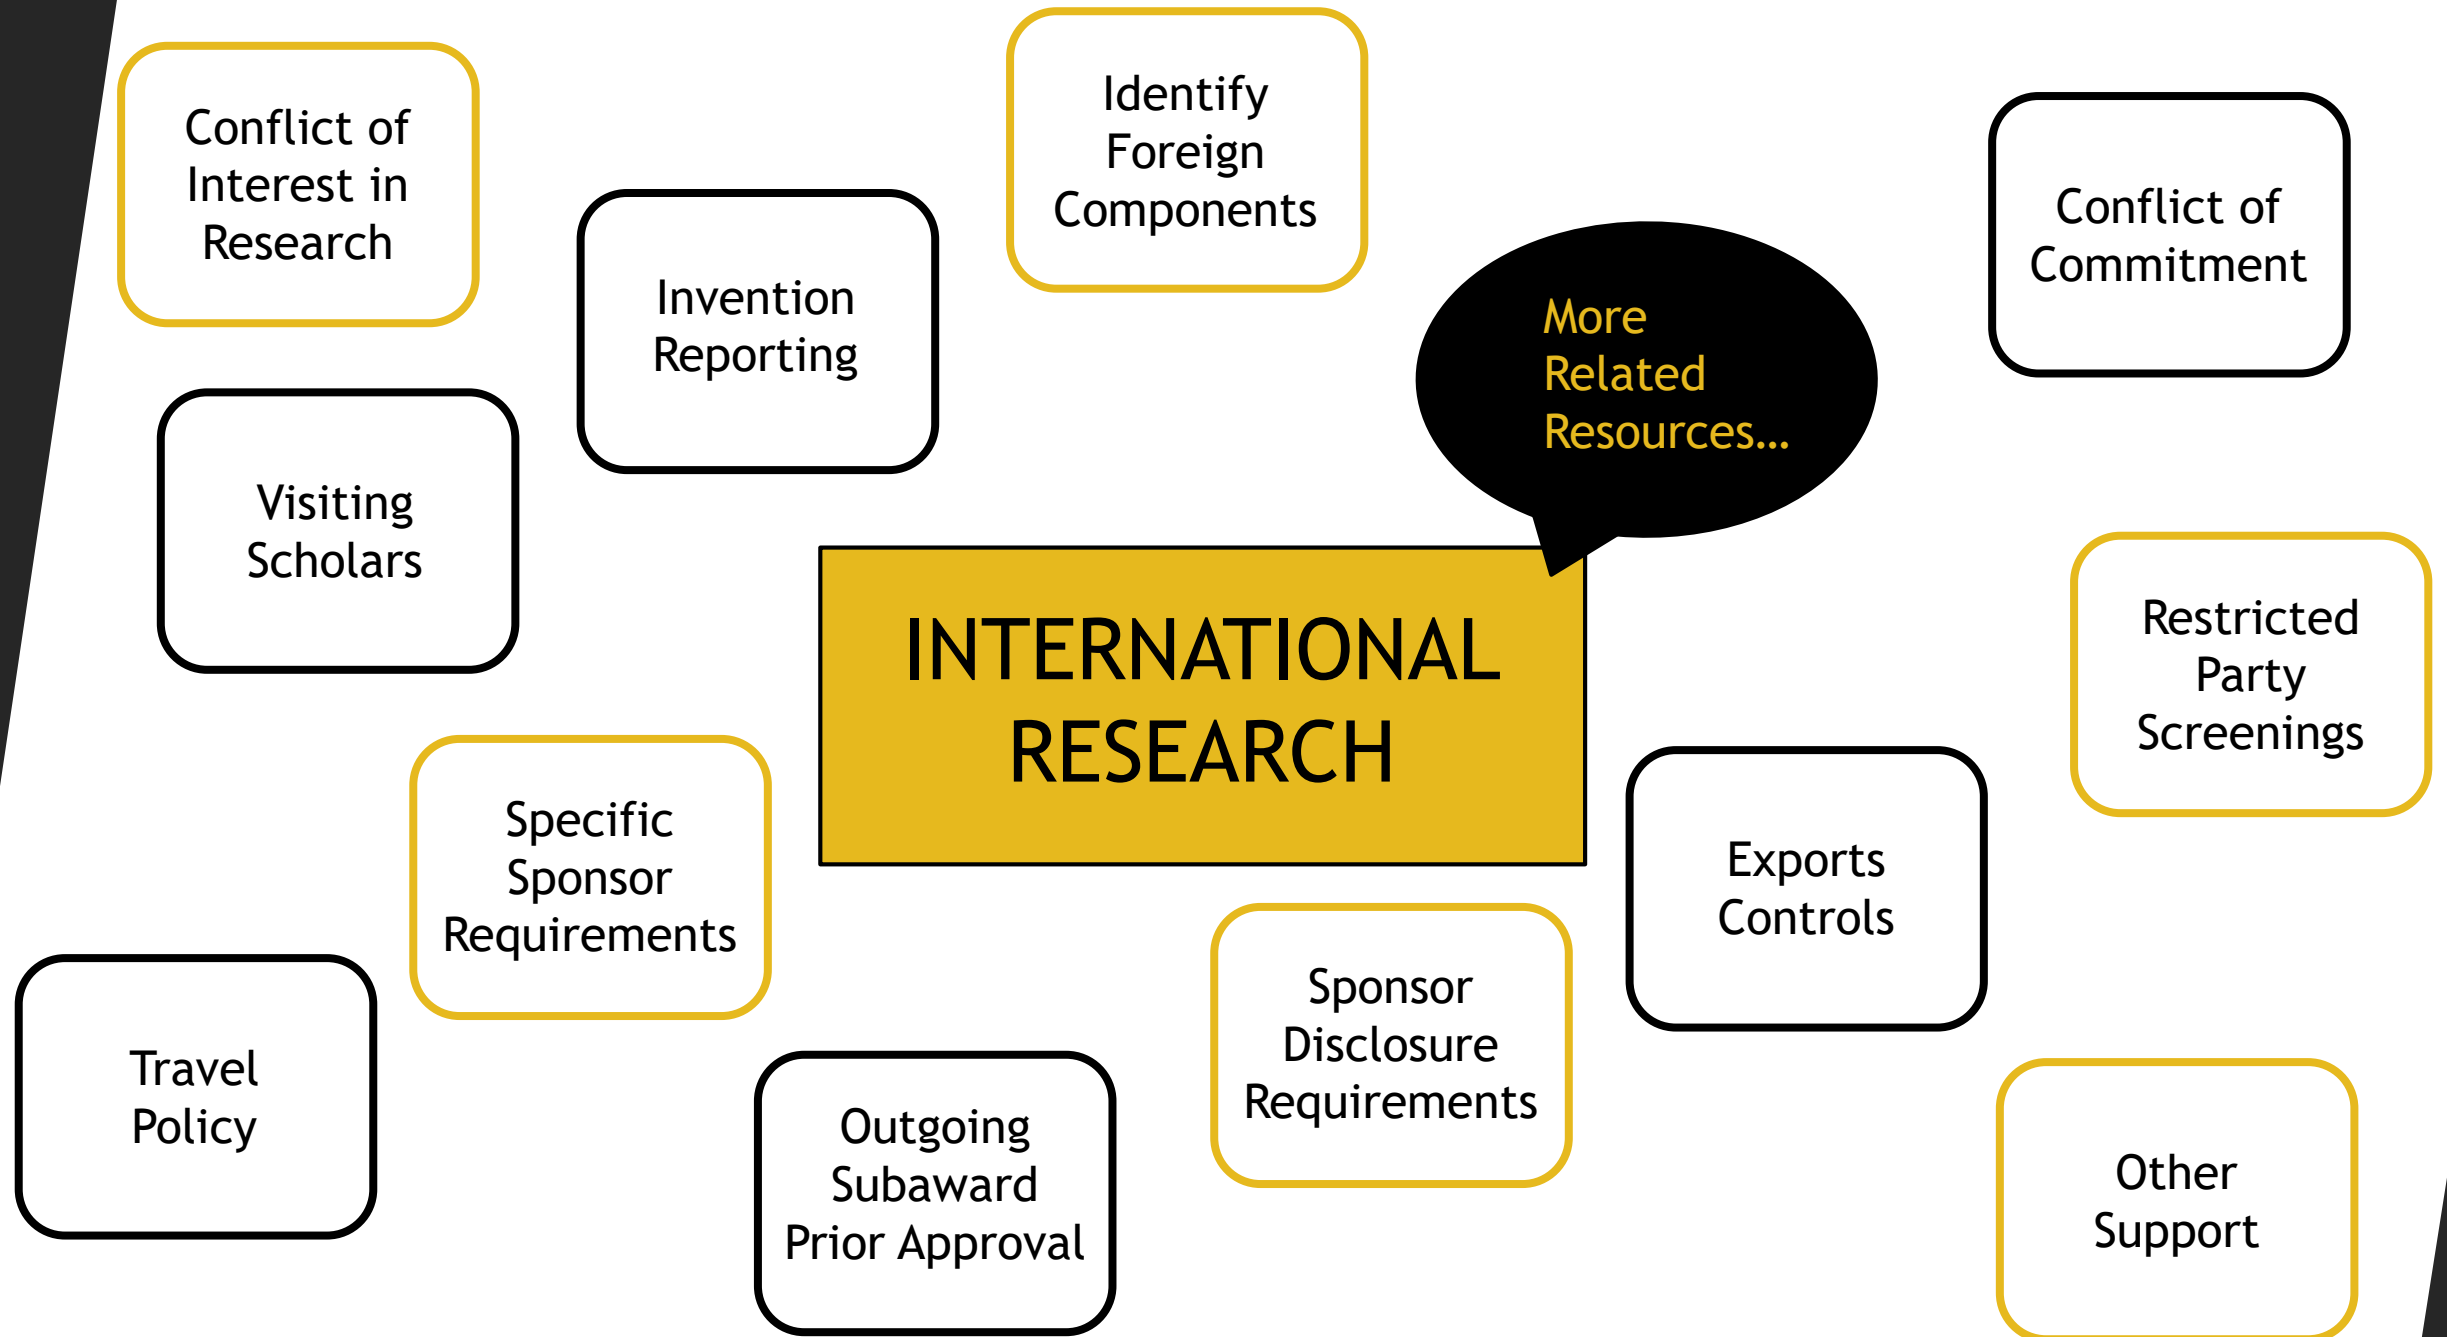 Conflict of
Interest in
Research
Identify
Foreign
Components
Conflict of
Commitment
Invention
Reporting
More
Related
Resources...
Visiting
Scholars
INTERNATIONAL
RESEARCH
Restricted
Party
Screenings
Specific
Sponsor
Requirements
Exports
Controls
Travel
Policy
Outgoing
Subaward
Prior Approval
Sponsor
Disclosure
Requirements
Other
Support